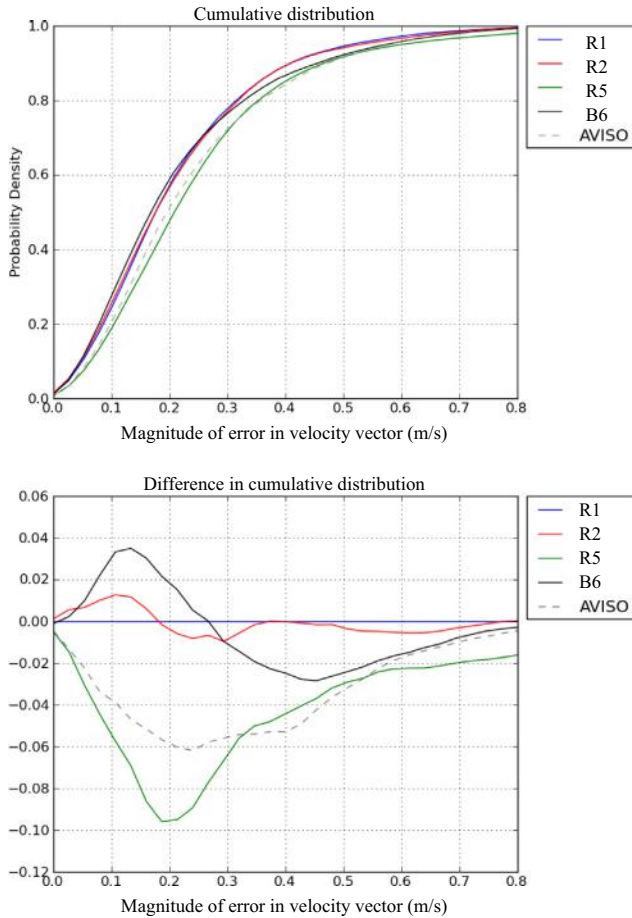 Cumulative distribution
1.0
0.8
0.6
0.4
0.2
0.0
Probability Density
0.0 0.1 0.2 0.3 0.4 0.5 0.6 0.7 0.8
Magnitude of error in velocity vector (m/s)
R1
R2
R5
B6
AVISO
Difference in cumulative distribution
0.06
0.04
0.02
0.00
−0.02
−0.04
−0.06
−0.08
−0.10
−0.12
0.0 0.1 0.2 0.3 0.4 0.5 0.6 0.7 0.8
Magnitude of error in velocity vector (m/s)
R1
R2
R5
B6
AVISO